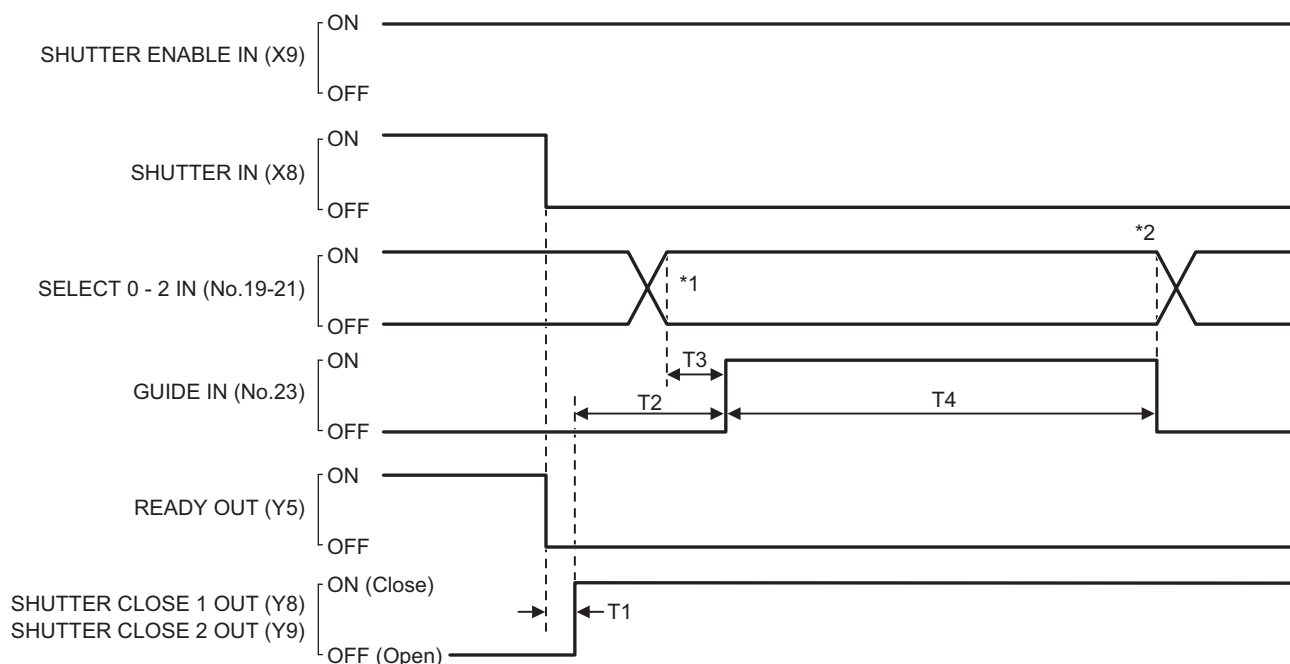 ON
SHUTTER ENABLE IN (X9)
OFF
ON
SHUTTER IN (X8)
OFF
*2
ON
SELECT 0 - 2 IN (No.19-21)
*1
OFF
ON
T3
GUIDE IN (No.23)
T2
T4
OFF
ON
READY OUT (Y5)
OFF
ON (Close)
SHUTTER CLOSE 1 OUT (Y8)
T1
SHUTTER CLOSE 2 OUT (Y9)
OFF (Open)